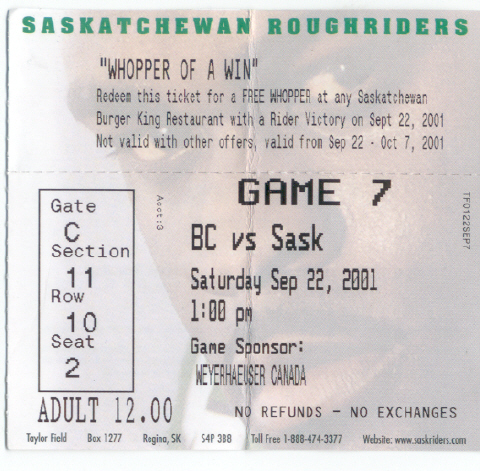 SASKATCHEWAN ROUGHRIDERS
"WHOPPER OF A WIN"
Redeem this ticket for a FREE WHOPPER at any Saskatchewan
Burger King Restaurant with a Rider Victory on Sept 22, 2001
Not valid with other offers, valid from Sep 22 - Oct 7, 2001
GAME 7
BC vs Sask
Saturday Sep 22, 2001
1:00 pm
Game Sponsor:
WEYERHAEUSER CANADA
Gate
C
Section
11
Row
10
Seat
2
Acct:3
TF0122SEP7
ADULT 12.00
NO REFUNDS - NO EXCHANGES
Taylor Field Box 1277 Regina, SK S4P 3B8 Toll Free 1-888-474-3377 Website: www.saskriders.com